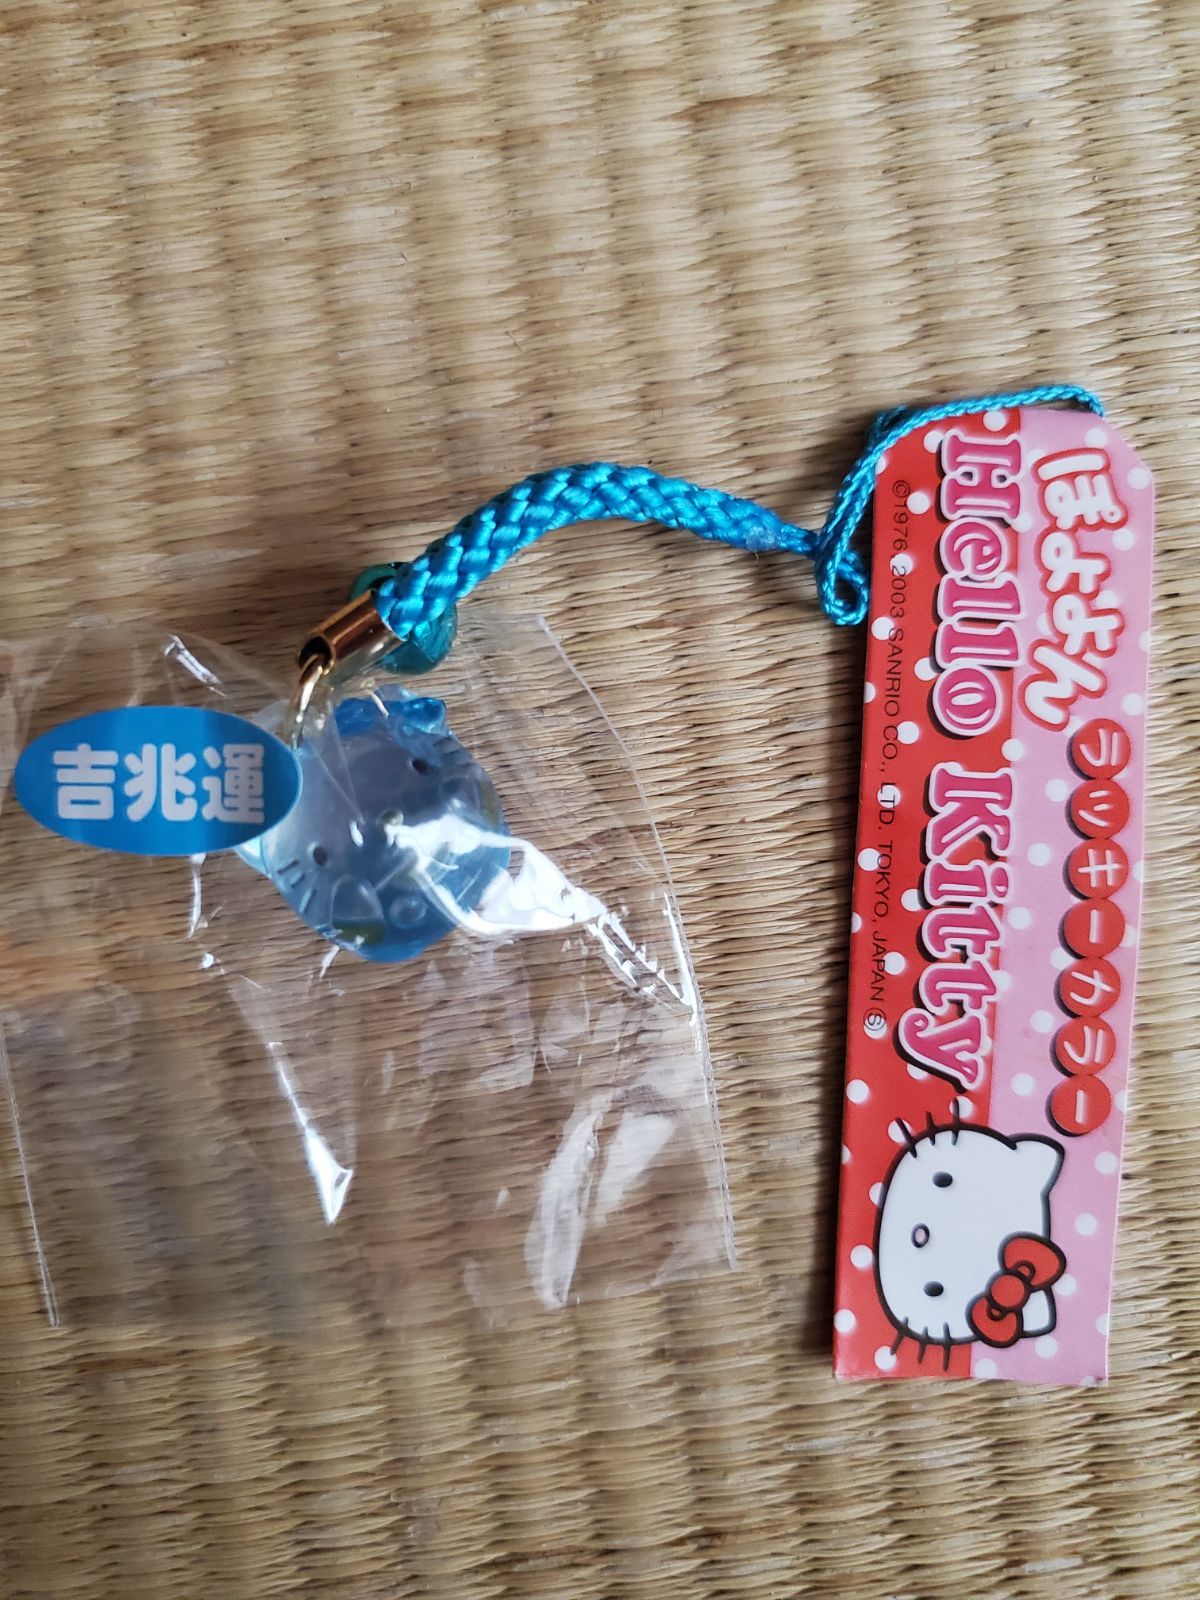 吉兆運
ぽよよん
Hello Kitty
ラッキーカラー
©1976, 2003 SANRIO CO., LTD. TOKYO, JAPAN Ⓢ